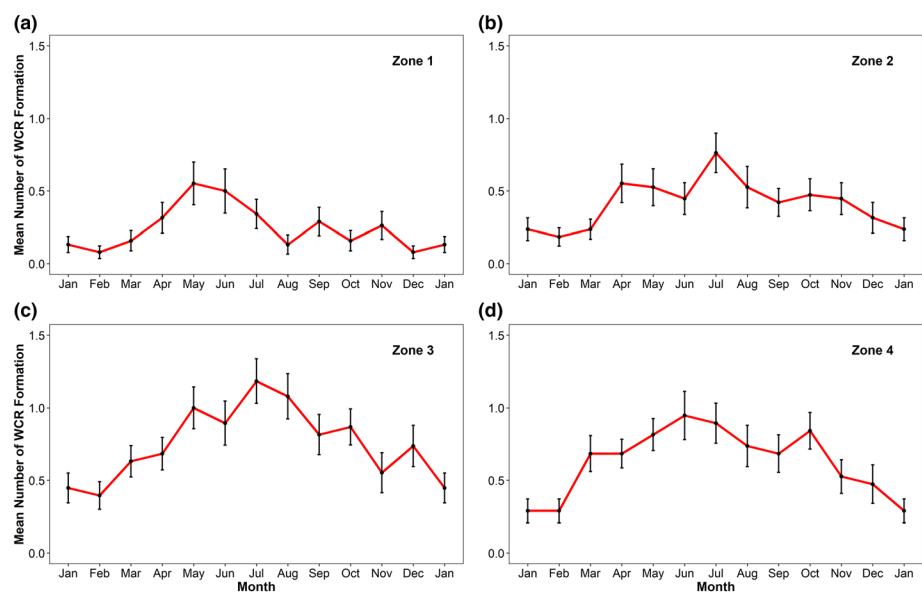 (a)
Zone 1
Mean Number of WCR Formation
1.5
1.0
0.5
0.0
Jan Feb Mar Apr May Jun Jul Aug Sep Oct Nov Dec Jan
(b)
Zone 2
1.5
1.0
0.5
0.0
Jan Feb Mar Apr May Jun Jul Aug Sep Oct Nov Dec Jan
(c)
Zone 3
Mean Number of WCR Formation
1.5
1.0
0.5
0.0
Jan Feb Mar Apr May Jun Jul Aug Sep Oct Nov Dec Jan
Month
(d)
Zone 4
1.5
1.0
0.5
0.0
Jan Feb Mar Apr May Jun Jul Aug Sep Oct Nov Dec Jan
Month